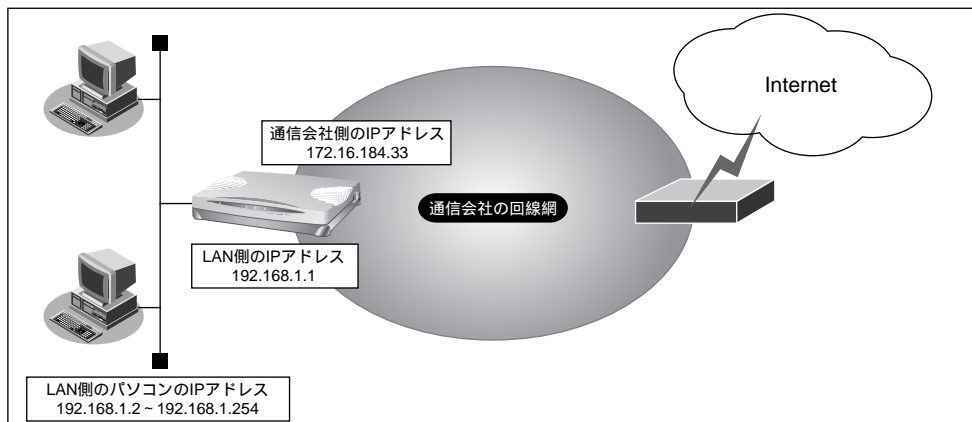 Internet
通信会社側のIPアドレス
172.16.184.33
通信会社の回線網
LAN側のIPアドレス
192.168.1.1
LAN側のパソコンのIPアドレス
192.168.1.2 ~ 192.168.1.254